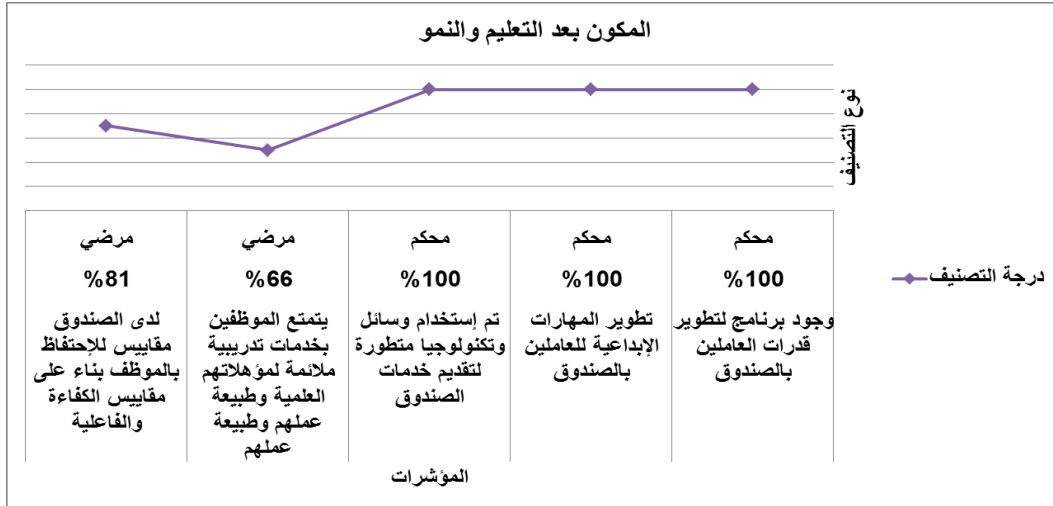 المكون بعد التعليم والنمو
نوع التصنيف
محكم
%100
وجود برنامج لتطوير
قدرات العاملين
بالصندوق
محكم
%100
تطوير المهارات
الإبداعية للعاملين
بالصندوق
محكم
%100
تم إستخدام وسائل
وتكنولوجيا متطورة
لتقديم خدمات
الصندوق
مرضي
%66
يتمتع الموظفين
بخدمات تدريبية
ملائمة لمؤهلاتهم
العلمية وطبيعة
عملهم وطبيعة
عملهم
مرضي
%81
لدى الصندوق
مقاييس للإحتفاظ
بالموظف بناء على
مقاييس الكفاءة
والفاعلية
المؤشرات
درجة التصنيف